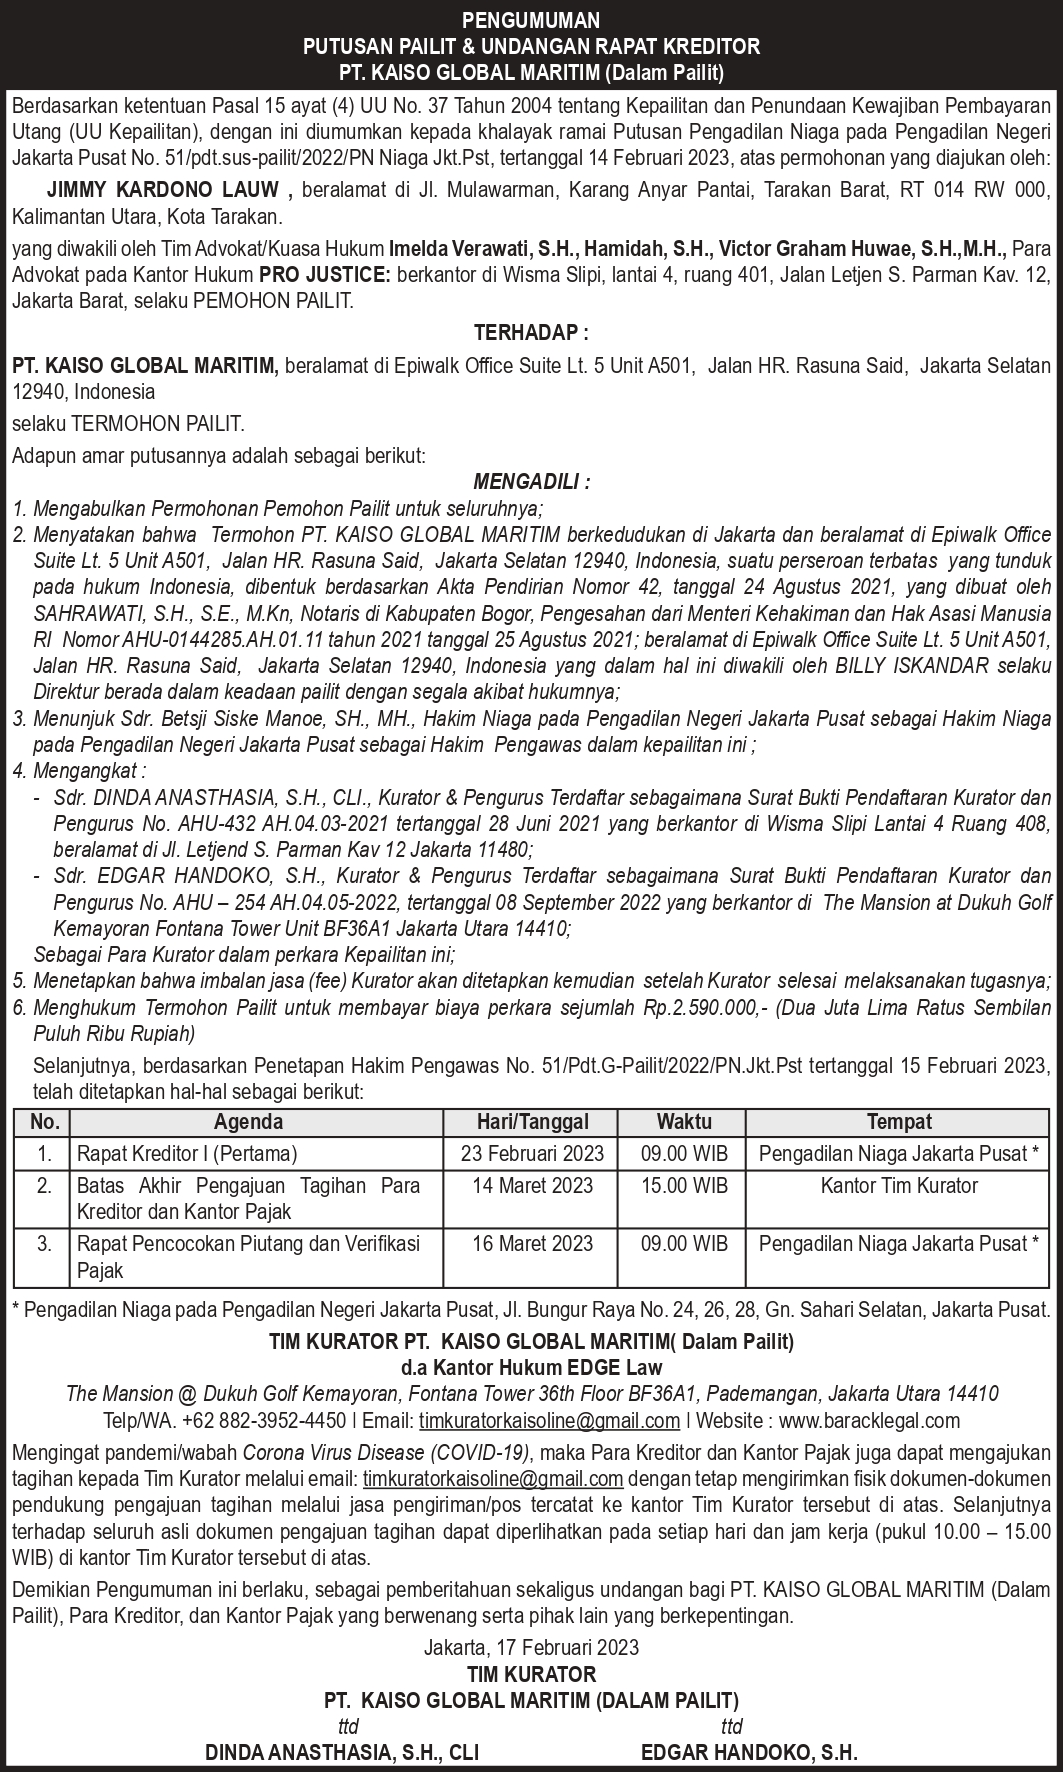 PENGUMUMAN
PUTUSAN PAILIT & UNDANGAN RAPAT KREDITOR
PT. KAISO GLOBAL MARITIM (Dalam Pailit)
Berdasarkan ketentuan Pasal 15 ayat (4) UU No. 37 Tahun 2004 tentang Kepailitan dan Penundaan Kewajiban Pembayaran
Utang (UU Kepailitan), dengan ini diumumkan kepada khalayak ramai Putusan Pengadilan Niaga pada Pengadilan Negeri
Jakarta Pusat No. 51/pdt.sus-pailit/2022/PN Niaga Jkt.Pst, tertanggal 14 Februari 2023, atas permohonan yang diajukan oleh:
JIMMY KARDONO LAUW , beralamat di Jl. Mulawarman, Karang Anyar Pantai, Tarakan Barat, RT 014 RW 000,
Kalimantan Utara, Kota Tarakan.
yang diwakili oleh Tim Advokat/Kuasa Hukum Imelda Verawati, S.H., Hamidah, S.H., Victor Graham Huwae, S.H.,M.H., Para
Advokat pada Kantor Hukum PRO JUSTICE: berkantor di Wisma Slipi, lantai 4, ruang 401, Jalan Letjen S. Parman Kav. 12,
Jakarta Barat, selaku PEMOHON PAILIT.
TERHADAP :
PT. KAISO GLOBAL MARITIM, beralamat di Epiwalk Office Suite Lt. 5 Unit A501, Jalan HR. Rasuna Said, Jakarta Selatan
12940, Indonesia
selaku TERMOHON PAILIT.
Adapun amar putusannya adalah sebagai berikut:
MENGADILI :
1. Mengabulkan Permohonan Pemohon Pailit untuk seluruhnya;
2. Menyatakan bahwa Termohon PT. KAISO GLOBAL MARITIM berkedudukan di Jakarta dan beralamat di Epiwalk Office
Suite Lt. 5 Unit A501, Jalan HR. Rasuna Said, Jakarta Selatan 12940, Indonesia, suatu perseroan terbatas yang tunduk
pada hukum Indonesia, dibentuk berdasarkan Akta Pendirian Nomor 42, tanggal 24 Agustus 2021, yang dibuat oleh
SAHRAWATI, S.H., S.E., M.Kn, Notaris di Kabupaten Bogor, Pengesahan dari Menteri Kehakiman dan Hak Asasi Manusia
RI Nomor AHU-0144285.AH.01.11 tahun 2021 tanggal 25 Agustus 2021; beralamat di Epiwalk Office Suite Lt. 5 Unit A501,
Jalan HR. Rasuna Said, Jakarta Selatan 12940, Indonesia yang dalam hal ini diwakili oleh BILLY ISKANDAR selaku
Direktur berada dalam keadaan pailit dengan segala akibat hukumnya;
3. Menunjuk Sdr. Betsji Siske Manoe, SH., MH., Hakim Niaga pada Pengadilan Negeri Jakarta Pusat sebagai Hakim Niaga
pada Pengadilan Negeri Jakarta Pusat sebagai Hakim Pengawas dalam kepailitan ini ;
4. Mengangkat :
- Sdr. DINDA ANASTHASIA, S.H., CLI., Kurator & Pengurus Terdaftar sebagaimana Surat Bukti Pendaftaran Kurator dan
Pengurus No. AHU-432 AH.04.03-2021 tertanggal 28 Juni 2021 yang berkantor di Wisma Slipi Lantai 4 Ruang 408,
beralamat di Jl. Letjend S. Parman Kav 12 Jakarta 11480;
- Sdr. EDGAR HANDOKO, S.H., Kurator & Pengurus Terdaftar sebagaimana Surat Bukti Pendaftaran Kurator dan
Pengurus No. AHU – 254 AH.04.05-2022, tertanggal 08 September 2022 yang berkantor di The Mansion at Dukuh Golf
Kemayoran Fontana Tower Unit BF36A1 Jakarta Utara 14410;
Sebagai Para Kurator dalam perkara Kepailitan ini;
5. Menetapkan bahwa imbalan jasa (fee) Kurator akan ditetapkan kemudian setelah Kurator selesai melaksanakan tugasnya;
6. Menghukum Termohon Pailit untuk membayar biaya perkara sejumlah Rp.2.590.000,- (Dua Juta Lima Ratus Sembilan
Puluh Ribu Rupiah)
Selanjutnya, berdasarkan Penetapan Hakim Pengawas No. 51/Pdt.G-Pailit/2022/PN.Jkt.Pst tertanggal 15 Februari 2023,
telah ditetapkan hal-hal sebagai berikut:
No. Agenda Hari/Tanggal Waktu Tempat
1. Rapat Kreditor I (Pertama) 23 Februari 2023 09.00 WIB Pengadilan Niaga Jakarta Pusat *
2. Batas Akhir Pengajuan Tagihan Para 14 Maret 2023 15.00 WIB Kantor Tim Kurator
Kreditor dan Kantor Pajak
3. Rapat Pencocokan Piutang dan Verifikasi 16 Maret 2023 09.00 WIB Pengadilan Niaga Jakarta Pusat *
Pajak
* Pengadilan Niaga pada Pengadilan Negeri Jakarta Pusat, Jl. Bungur Raya No. 24, 26, 28, Gn. Sahari Selatan, Jakarta Pusat.
TIM KURATOR PT. KAISO GLOBAL MARITIM( Dalam Pailit)
d.a Kantor Hukum EDGE Law
The Mansion @ Dukuh Golf Kemayoran, Fontana Tower 36th Floor BF36A1, Pademangan, Jakarta Utara 14410
Telp/WA. +62 882-3952-4450 | Email: timkuratorkaisoline@gmail.com | Website : www.baracklegal.com
Mengingat pandemi/wabah Corona Virus Disease (COVID-19), maka Para Kreditor dan Kantor Pajak juga dapat mengajukan
tagihan kepada Tim Kurator melalui email: timkuratorkaisoline@gmail.com dengan tetap mengirimkan fisik dokumen-dokumen
pendukung pengajuan tagihan melalui jasa pengiriman/pos tercatat ke kantor Tim Kurator tersebut di atas. Selanjutnya
terhadap seluruh asli dokumen pengajuan tagihan dapat diperlihatkan pada setiap hari dan jam kerja (pukul 10.00 – 15.00
WIB) di kantor Tim Kurator tersebut di atas.
Demikian Pengumuman ini berlaku, sebagai pemberitahuan sekaligus undangan bagi PT. KAISO GLOBAL MARITIM (Dalam
Pailit), Para Kreditor, dan Kantor Pajak yang berwenang serta pihak lain yang berkepentingan.
Jakarta, 17 Februari 2023
TIM KURATOR
PT. KAISO GLOBAL MARITIM (DALAM PAILIT)
ttd ttd
DINDA ANASTHASIA, S.H., CLI EDGAR HANDOKO, S.H.